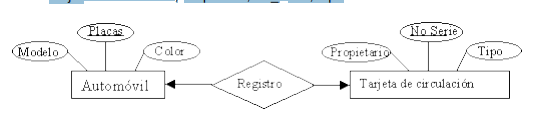 Placas
No Serie
Modelo
Color
Propietario
Tipo
Automóvil
Registro
Tarjeta de circulación